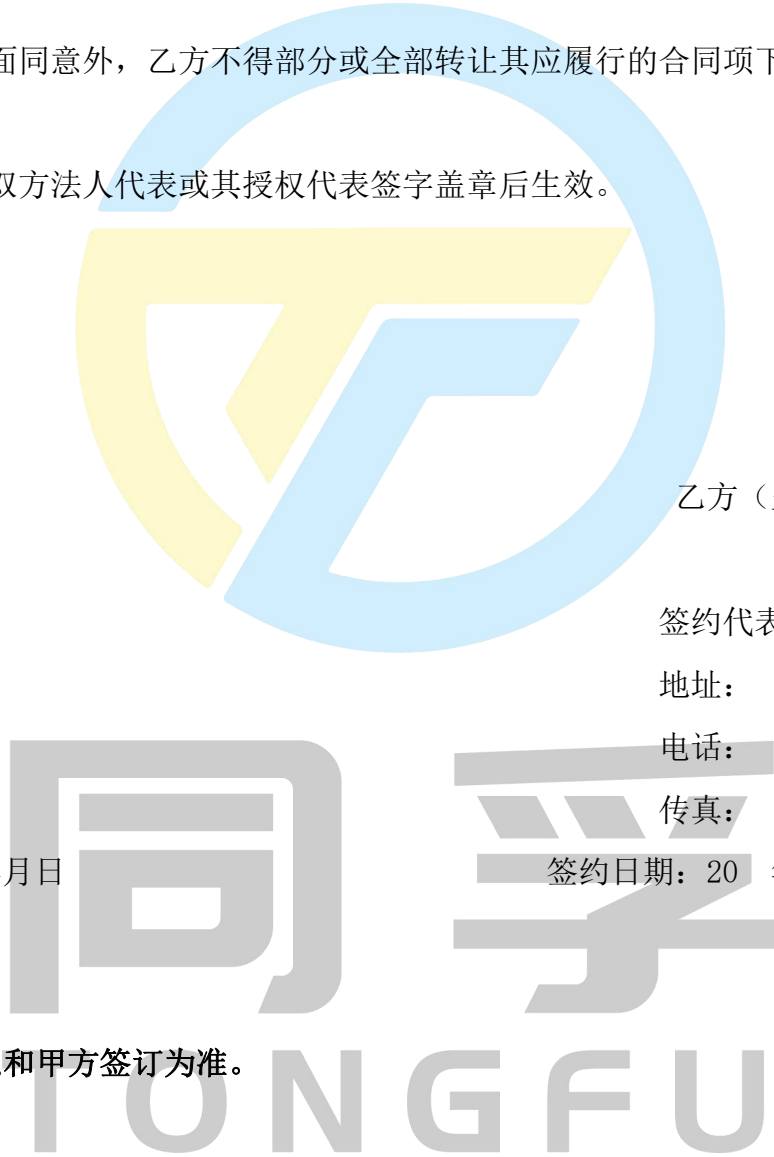 面同意外，乙方不得部分或全部转让其应履行的合同项下
双方法人代表或其授权代表签字盖章后生效。
乙方（
签约代表
地址：
电话：
传真：
月日 签约日期：20
和甲方签订为准。
同孚
TONGFU